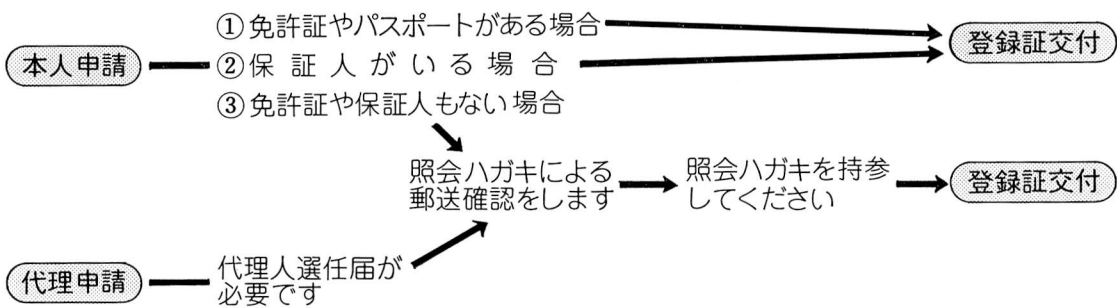 本人申請
①免許証やパスポートがある場合
②保証人がいる場合
③免許証や保証人もない場合
登録証交付
照会ハガキによる
郵送確認をします
照会ハガキを持参
してください
登録証交付
代理申請
代理人選任届が
必要です